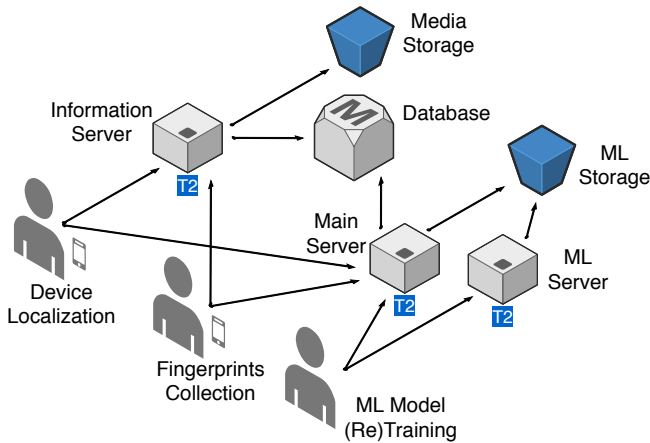 Media
Storage
Information
Server
M
Database
T2
ML
Storage
Main
Server
ML
Server
T2
T2
Device
Localization
Fingerprints
Collection
ML Model
(Re)Training